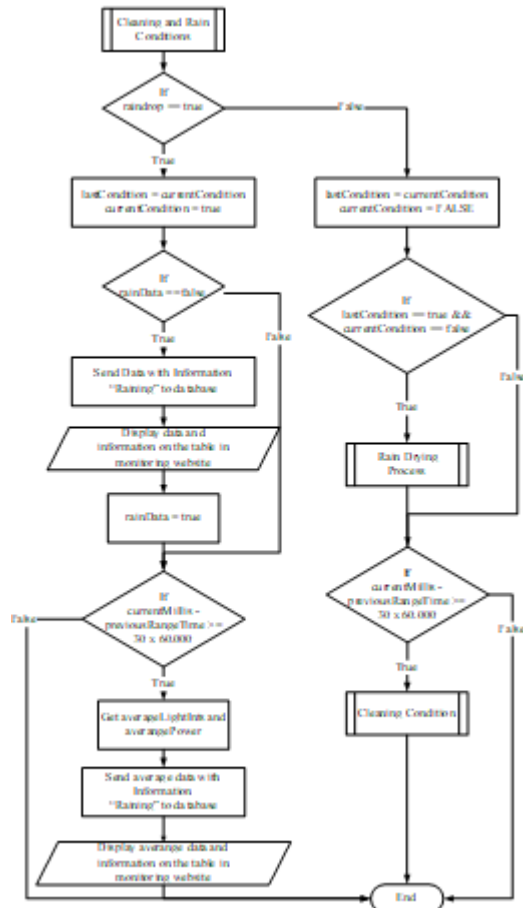 Cleaning and Rain
Conditions
If
raindrop == true
False
True
lastCondition = currentCondition
currentCondition = true
lastCondition = currentCondition
currentCondition = FALSE
If
rainData ==false
If
lastCondition == true &&
currentCondition == false
False
True
False
Send Data with Information
"Raining" to database
True
Display data and
information on the table in
monitoring website
Rain Drying
Process
rainData = true
If
currentMillis -
previousRangeTime >=
30 x 60.000
If
currentMillis -
previousRangeTime >=
30 x 60.000
False
False
True
True
Get averageLightInts and
averangePower
Cleaning Condition
Send average data with
Information
"Raining" to database
Display averange data and
information on the table in
monitoring website
End